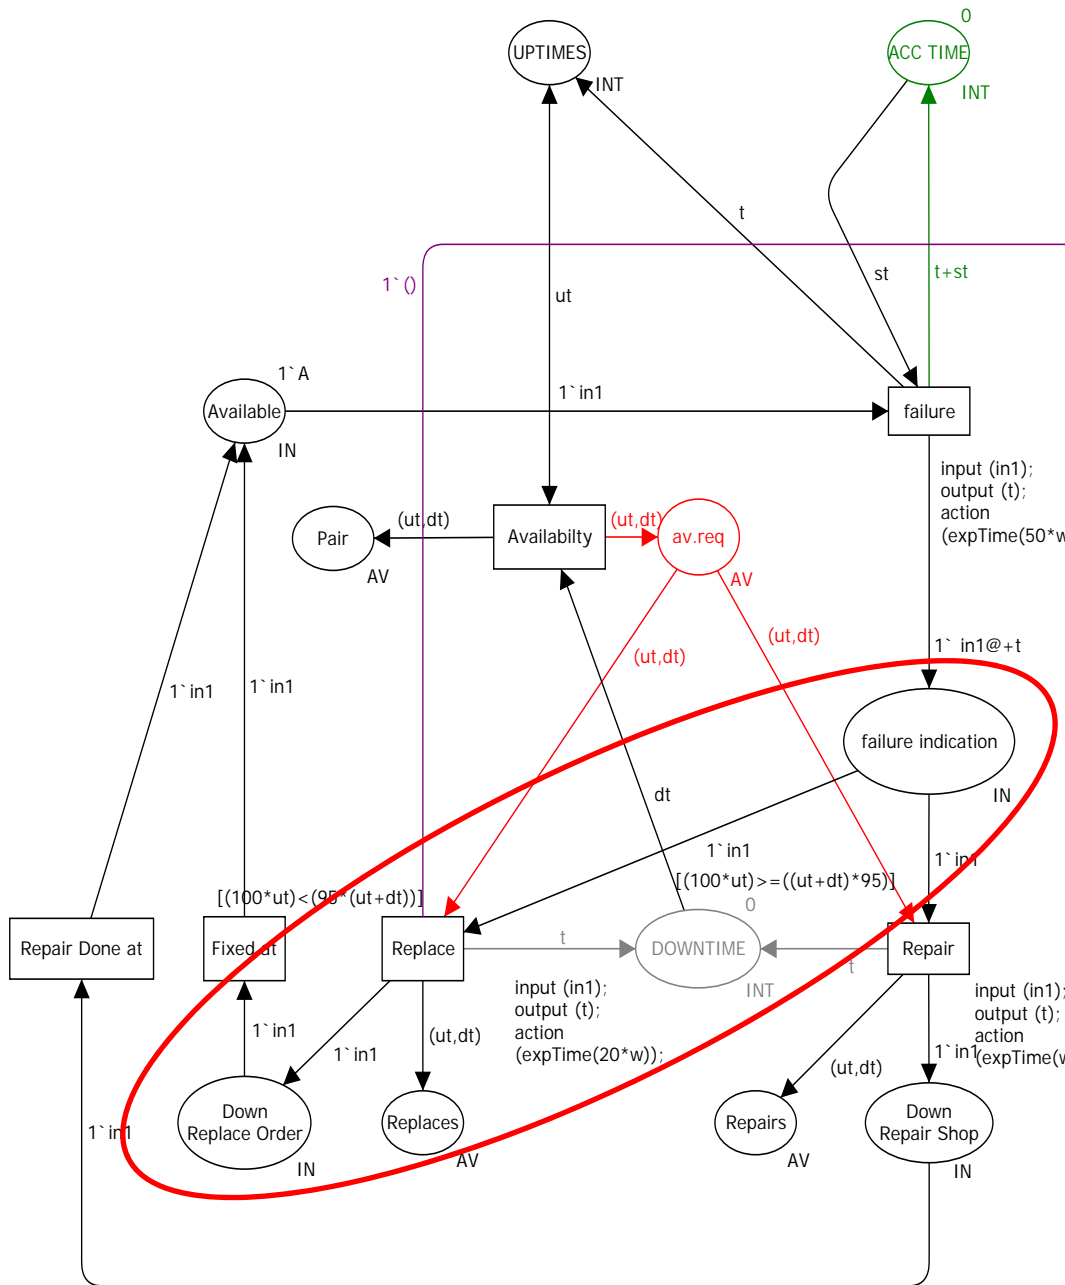 0
UPTIMES
ACC TIME
INT
INT
t
st
t+st
1`()
ut
1`A
Available
1`in1
failure
IN
input (in1);
output (t);
action
(expTime(50*w
(ut,dt)
(ut,dt)
Pair
Availabilty
av.req
AV
AV
(ut,dt)
(ut,dt)
1` in1@+t
1`in1
1`in1
failure indication
dt
IN
1`in1
1`in1
[(100*ut)<(95*(ut+dt))]
[(100*ut)>=((ut+dt)*95)]
0
Repair Done at
Fixed at
Replace
t
DOWNTIME
t
Repair
INT
input (in1);
output (t);
action
(expTime(20*w));
input (in1);
output (t);
action
(expTime(w
1`in1
1`in1
(ut,dt)
(ut,dt)
1`in1
Down
Replace Order
Replaces
Repairs
Down
Repair Shop
1`in1
IN
AV
AV
IN